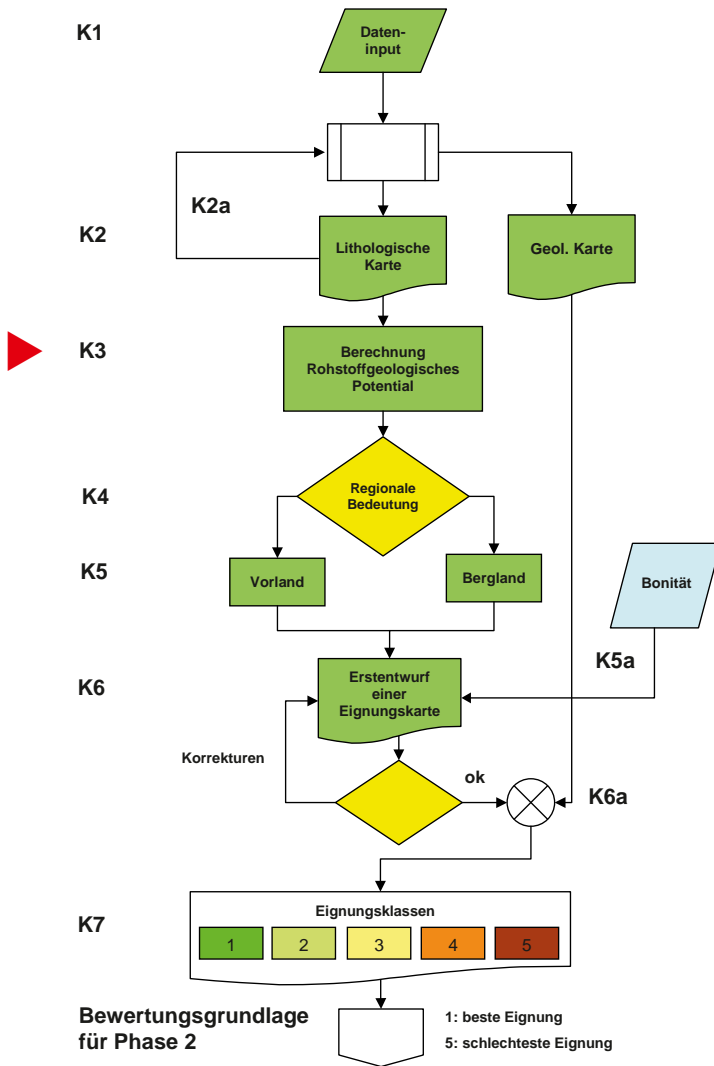 K1
Daten-
input
K2a
K2
Lithologische
Karte
Geol. Karte
K3
Berechnung
Rohstoffgeologisches
Potential
K4
Regionale
Bedeutung
K5
Vorland
Bergland
Bonität
K5a
K6
Erstentwurf
einer
Eignungskarte
Korrekturen
ok
K6a
K7
Eignungsklassen
1 2 3 4 5
Bewertungsgrundlage
für Phase 2
1: beste Eignung
5: schlechteste Eignung